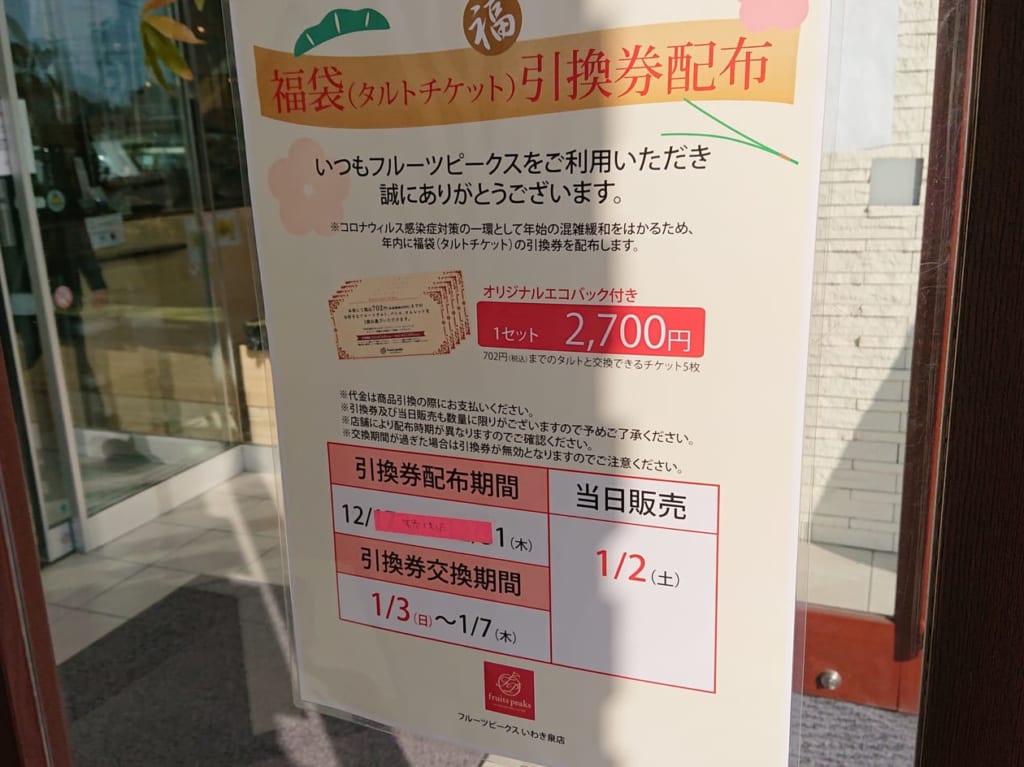 福
福袋(タルトチケット)引換券配布
いつもフルーツピークスをご利用いただき
誠にありがとうございます。
※コロナウィルス感染症対策の一環として年始の混雑緩和をはかるため、
年内に福袋(タルトチケット)の引換券を配布します。
オリジナルエコバック付き
1セット 2,700円
702円(税込)までのタルトと交換できるチケット5枚
※代金は商品引換の際にお支払いください。
※引換券及び当日販売も数量に限りがございますので予めご了承ください。
※店舗により配布時期が異なりますのでご確認ください。
※交換期間が過ぎた場合は引換券が無効となりますのでご注意ください。
引換券配布期間
12/17 31(木)
引換券交換期間
1/3(日)〜1/7(木)
当日販売
1/2(土)
fruits peaks
フルーツピークス いわき泉店